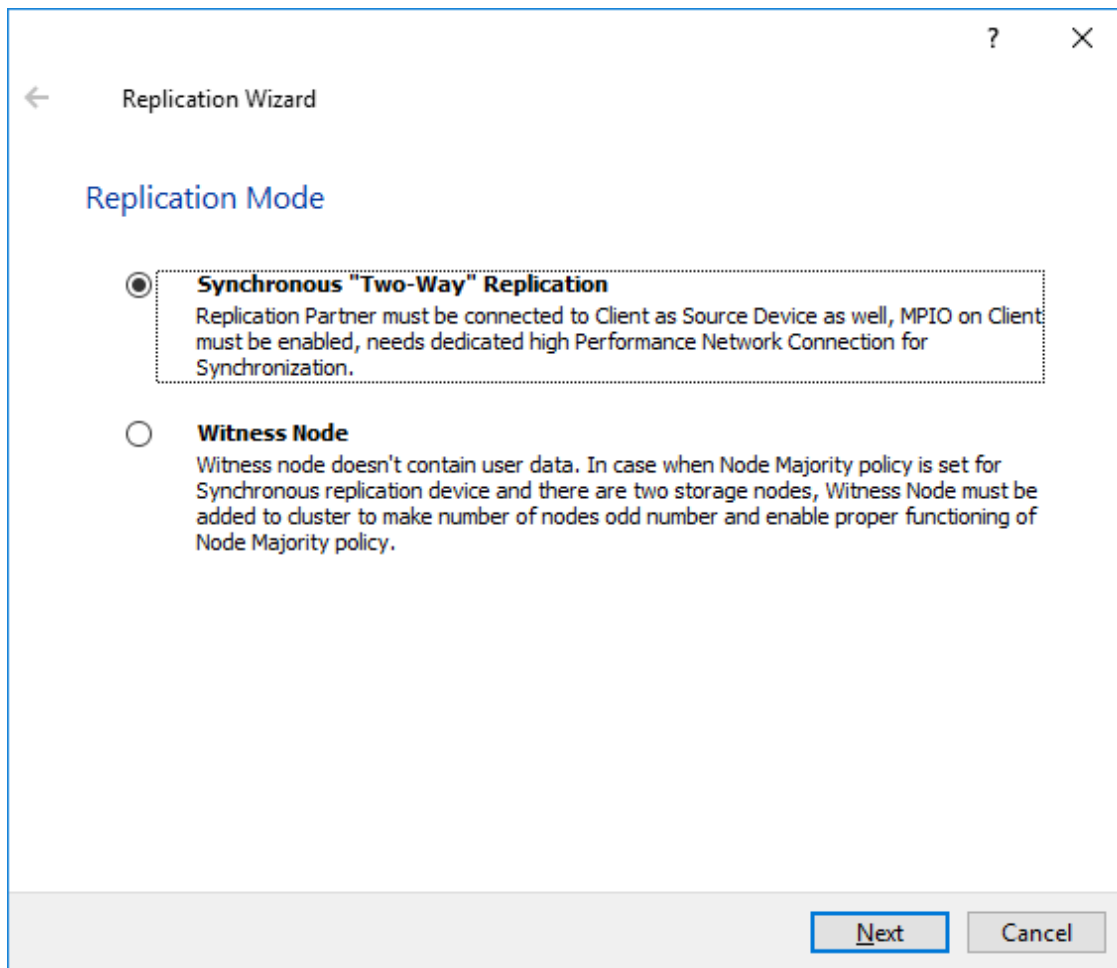 ?
Replication Wizard
Replication Mode
Synchronous "Two-Way" Replication
Replication Partner must be connected to Client as Source Device as well, MPIO on Client
must be enabled, needs dedicated high Performance Network Connection for
Synchronization.
Witness Node
Witness node doesn't contain user data. In case when Node Majority policy is set for
Synchronous replication device and there are two storage nodes, Witness Node must be
added to cluster to make number of nodes odd number and enable proper functioning of
Node Majority policy.
Next Cancel